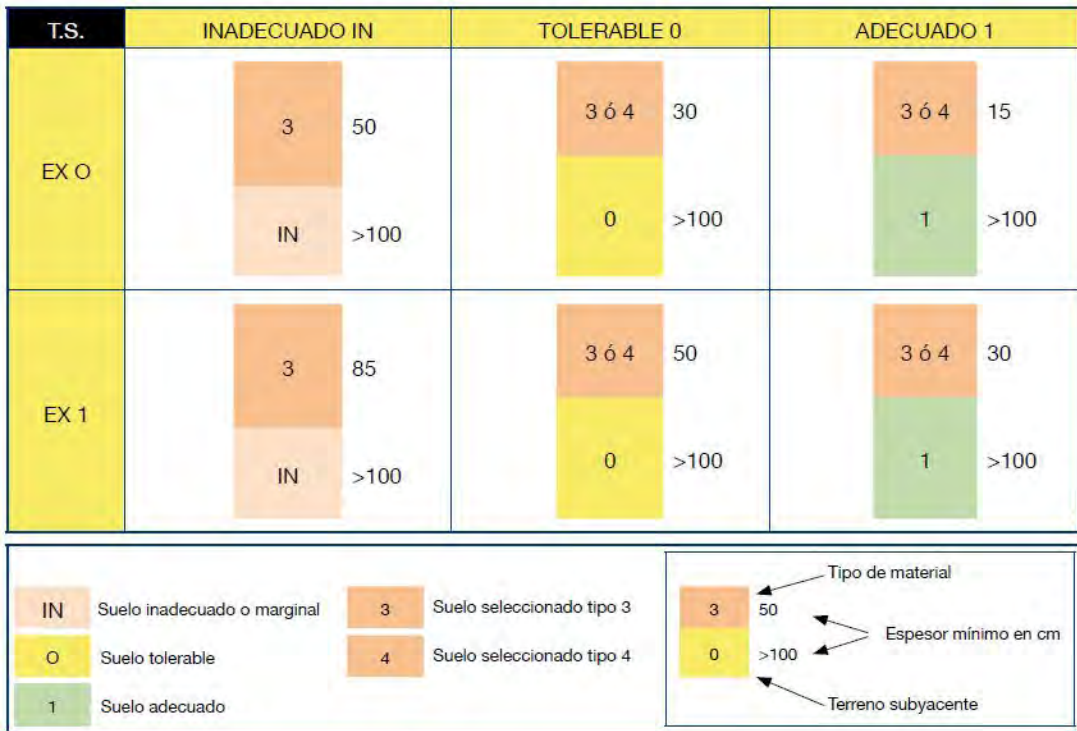 T.S. INADECUADO IN TOLERABLE 0 ADECUADO 1
EX O
3 50
IN >100
3 ó 4 30
0 >100
3 ó 4 15
1 >100
EX 1
3 85
IN >100
3 ó 4 50
0 >100
3 ó 4 30
1 >100
IN Suelo inadecuado o marginal
O Suelo tolerable
1 Suelo adecuado
3 Suelo seleccionado tipo 3
4 Suelo seleccionado tipo 4
Tipo de material
3 50
Espesor mínimo en cm
0 >100
Terreno subyacente